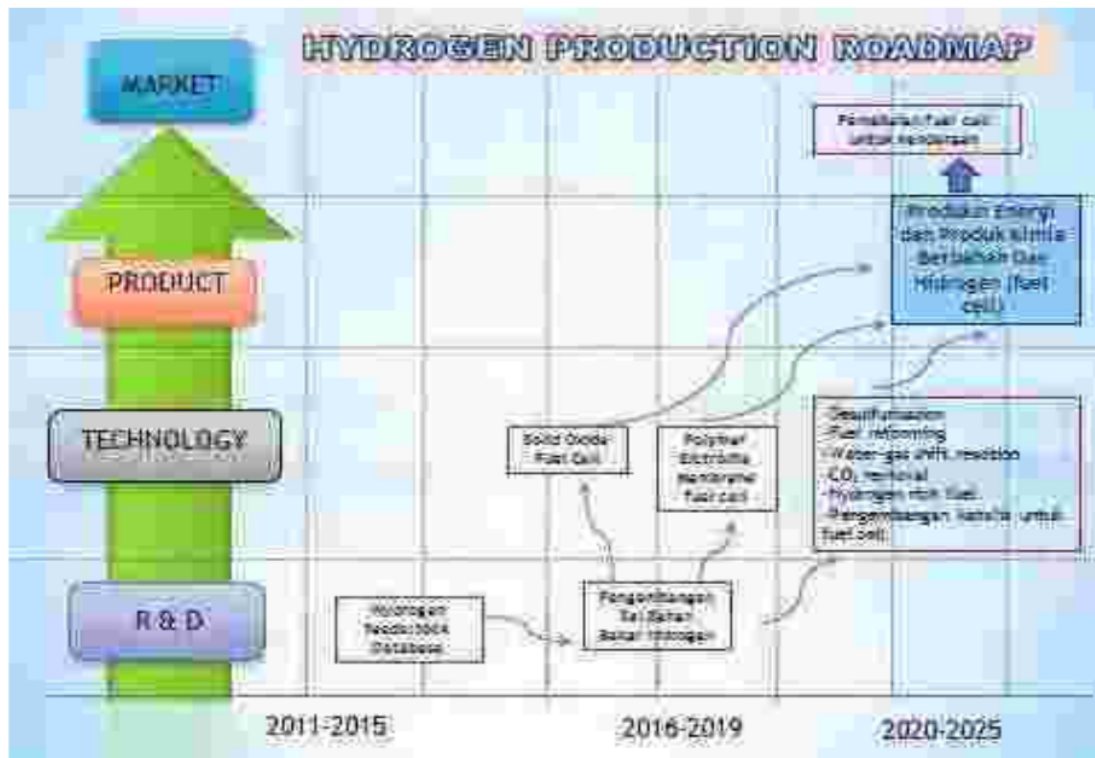 HYDROGEN PRODUCTION ROADMAP
MARKET
Pemakaian fuel cell
untuk kendaraan
Produksi Energi
dan Produk Kimia
Berbahan Gas
Hidrogen (fuel
cell)
PRODUCT
TECHNOLOGY
Solid Oxide
Fuel Cell
Polymer
Electrolite
Membrane
fuel cell
-Desulfurisation
-Fuel reforming
-Water-gas shift reaction
-CO₂ removal
-Hydrogen rich fuel
-Pengembangan katalis untuk
fuel cell
R & D
Hydrogen
Feedstock
Database
Pengembangan
Sel Bahan
Bakar Hidrogen
2011-2015
2016-2019
2020-2025